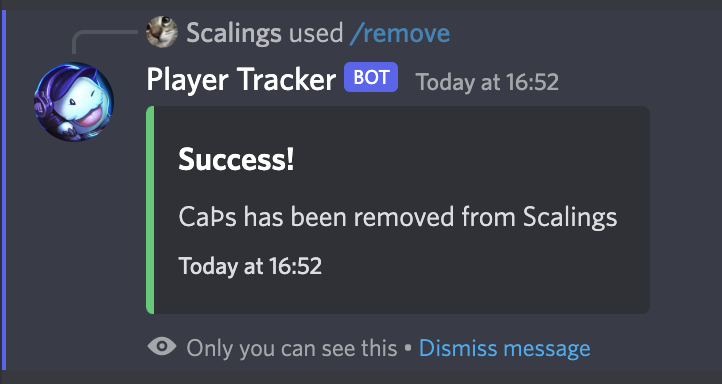 Scalings used /remove
Player Tracker BOT Today at 16:52
Success!
CaÞs has been removed from Scalings
Today at 16:52
Only you can see this • Dismiss message